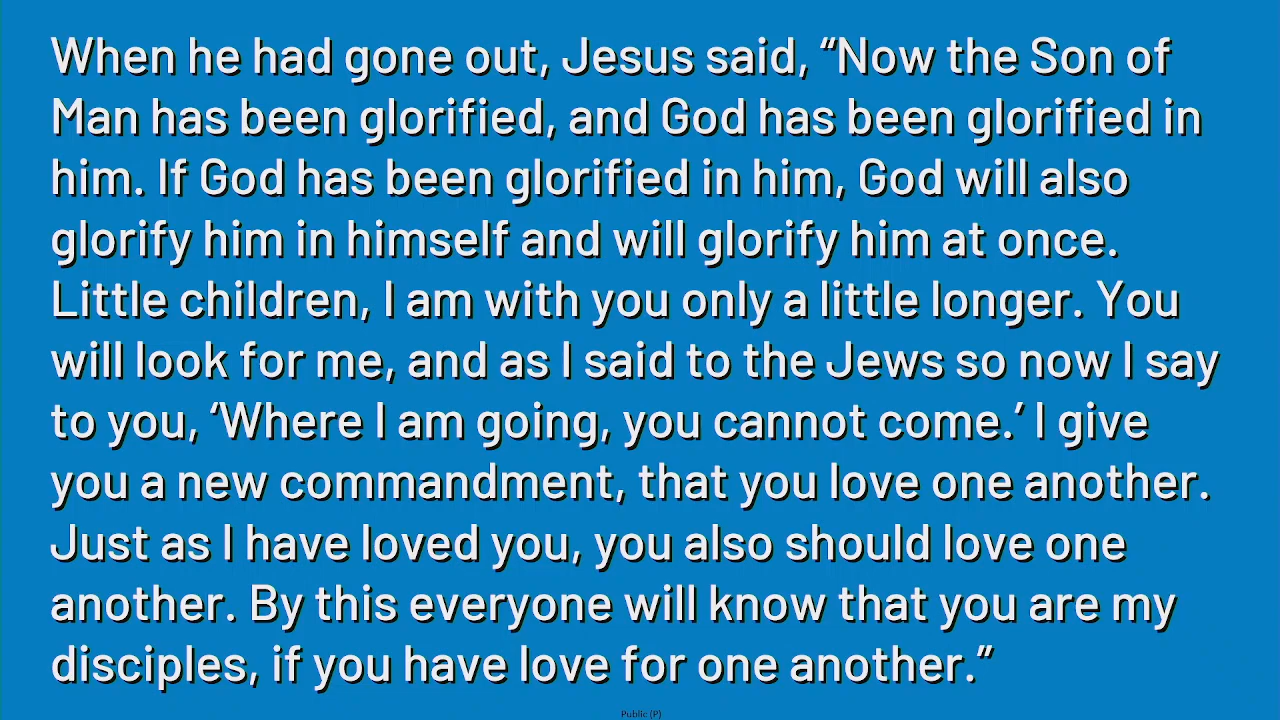 When he had gone out, Jesus said, “Now the Son of
Man has been glorified, and God has been glorified in
him. If God has been glorified in him, God will also
glorify him in himself and will glorify him at once.
Little children, I am with you only a little longer. You
will look for me, and as I said to the Jews so now I say
to you, ‘Where I am going, you cannot come.’ I give
you a new commandment, that you love one another.
Just as I have loved you, you also should love one
another. By this everyone will know that you are my
disciples, if you have love for one another.”
Public (P)